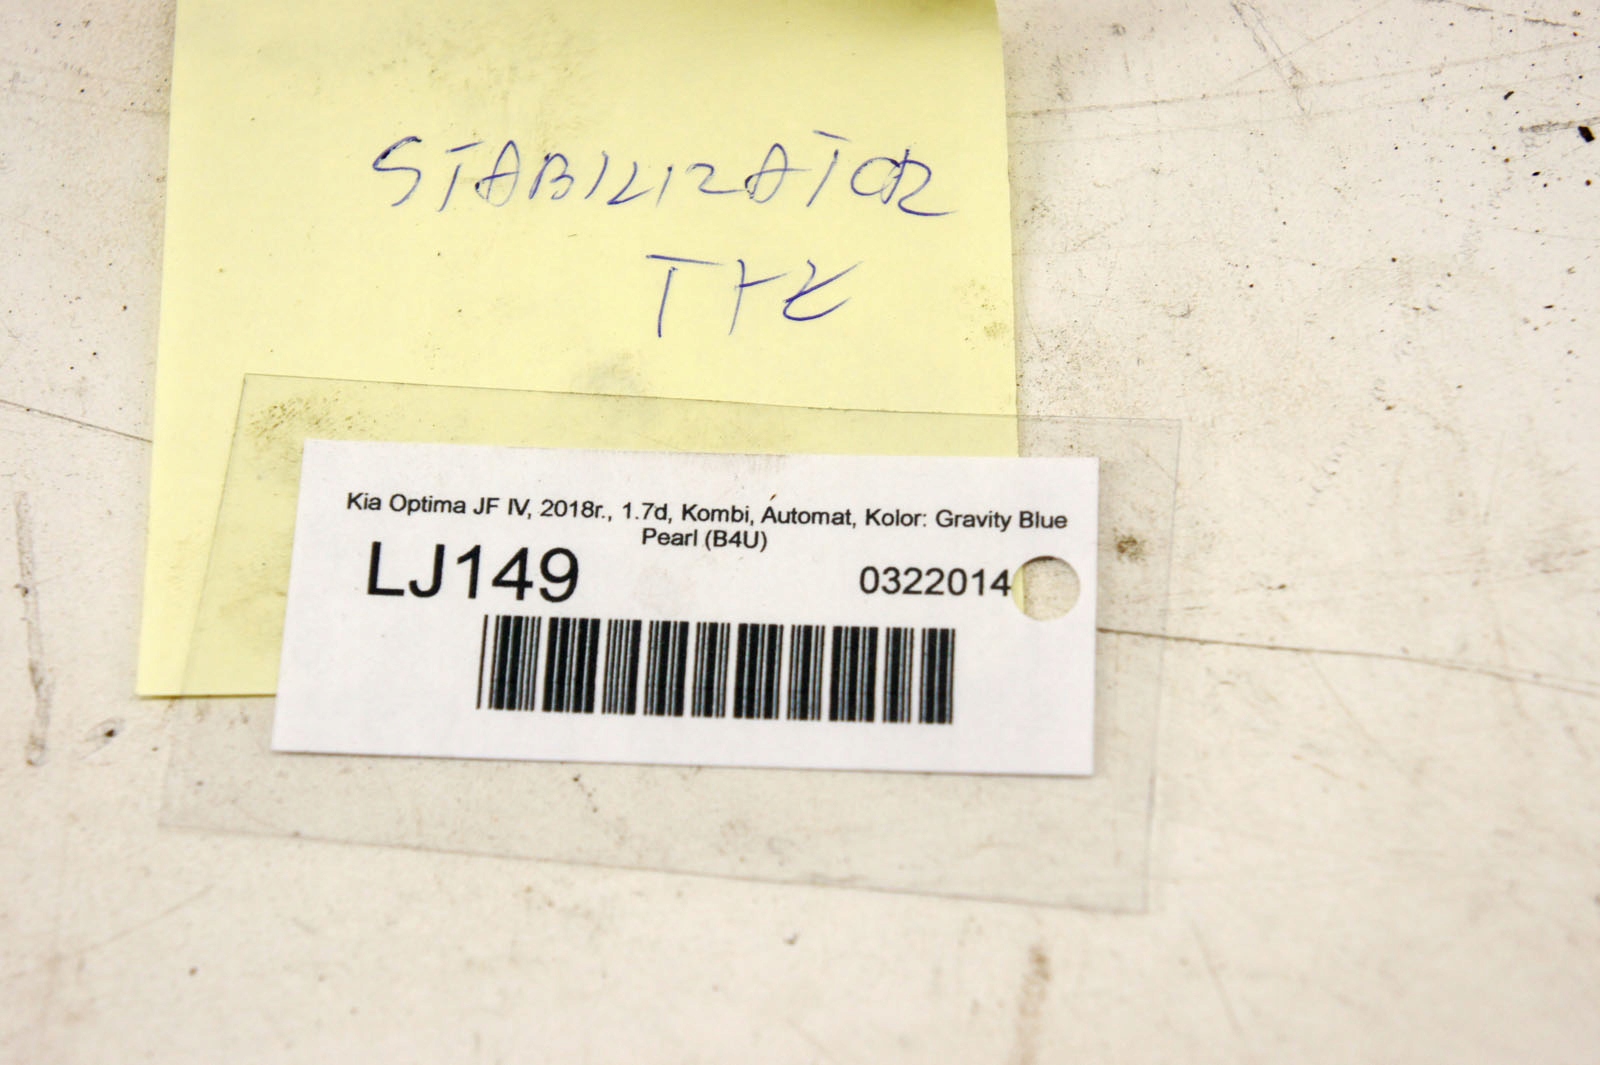 STABILIZATOR
TYŁ
Kia Optima JF IV, 2018r., 1.7d, Kombi, Automat, Kolor: Gravity Blue
Pearl (B4U)
LJ149
0322014